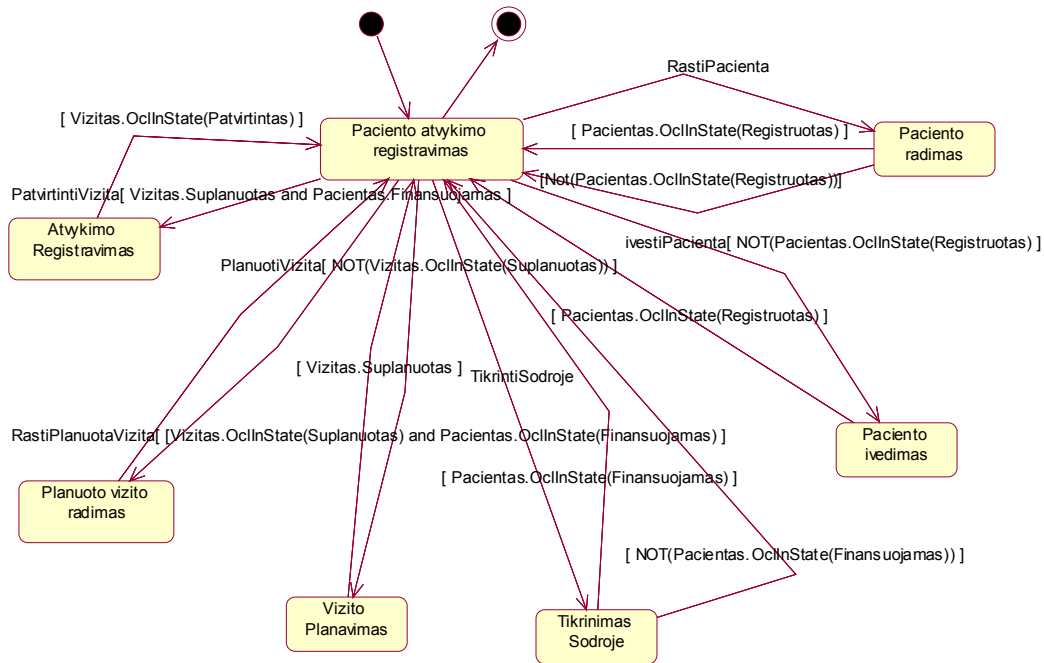 RastiPacienta
[ Vizitas.OclInState(Patvirtintas) ]
Paciento atvykimo
registravimas
[ Pacientas.OclInState(Registruotas) ]
Paciento
radimas
[Not(Pacientas.OclInState(Registruotas))]
PatvirtintiVizita[ Vizitas.Suplanuotas and Pacientas.Finansuojamas ]
Atvykimo
Registravimas
ivestiPacienta[ NOT(Pacientas.OclInState(Registruotas) ]
PlanuotiVizita[ NOT(Vizitas.OclInState(Suplanuotas)) ]
[ Pacientas.OclInState(Registruotas) ]
[ Vizitas.Suplanuotas ]
TikrintiSodroje
RastiPlanuotaVizita[ [Vizitas.OclInState(Suplanuotas) and Pacientas.OclInState(Finansuojamas) ]
Paciento
ivedimas
[ Pacientas.OclInState(Finansuojamas) ]
Planuoto vizito
radimas
[ NOT(Pacientas.OclInState(Finansuojamas)) ]
Vizito
Planavimas
Tikrinimas
Sodroje